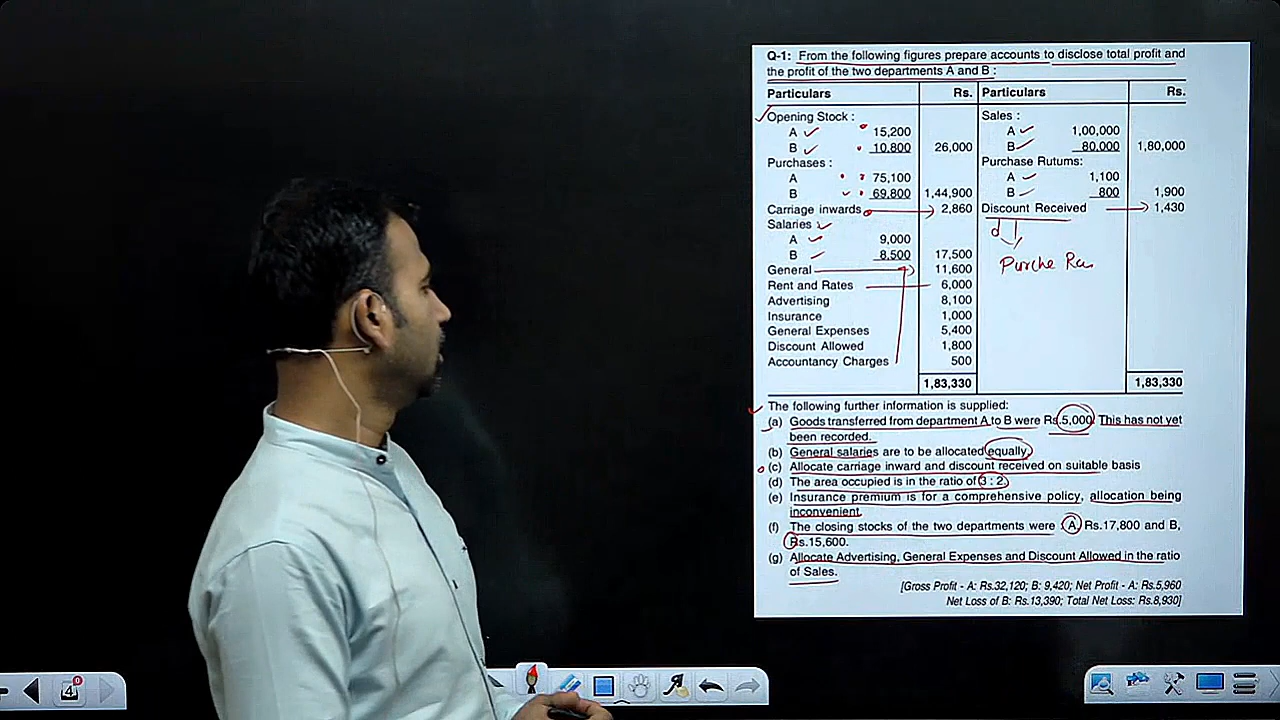 Q-1: From the following figures prepare accounts to disclose total profit and
the profit of the two departments A and B :
Particulars Rs. Particulars Rs.
Opening Stock : Sales :
A 15,200 A 1,00,000
B 10.800 26,000 B 80.000 1,80,000
Purchases : Purchase Ruturns:
A 75,100 A 1,100
B 69.800 1,44,900 B 800 1,900
Carriage inwards 2,860 Discount Received 1,430
Salaries :
A 9,000
B 8.500 17,500
Purche
General 11,600
Rent and Rates 6,000
Advertising 8,100
Insurance 1,000
General Expenses 5,400
Discount Allowed 1,800
Accountancy Charges 500
1,83,330 1,83,330
The following further information is supplied:
(a) Goods transferred from department A to B were Rs.5,000. This has not yet
been recorded.
(b) General salaries are to be allocated equally.
(c) Allocate carriage inward and discount received on suitable basis
(d) The area occupied is in the ratio of 3 : 2.
(e) Insurance premium is for a comprehensive policy, allocation being
inconvenient.
(f) The closing stocks of the two departments were : A, Rs.17,800 and B,
Rs.15,600.
(g) Allocate Advertising, General Expenses and Discount Allowed in the ratio
of Sales.
[Gross Profit - A: Rs.32,120; B: 9,420; Net Profit - A: Rs.5,960
Net Loss of B: Rs.13,390; Total Net Loss: Rs.8,930]
4
0